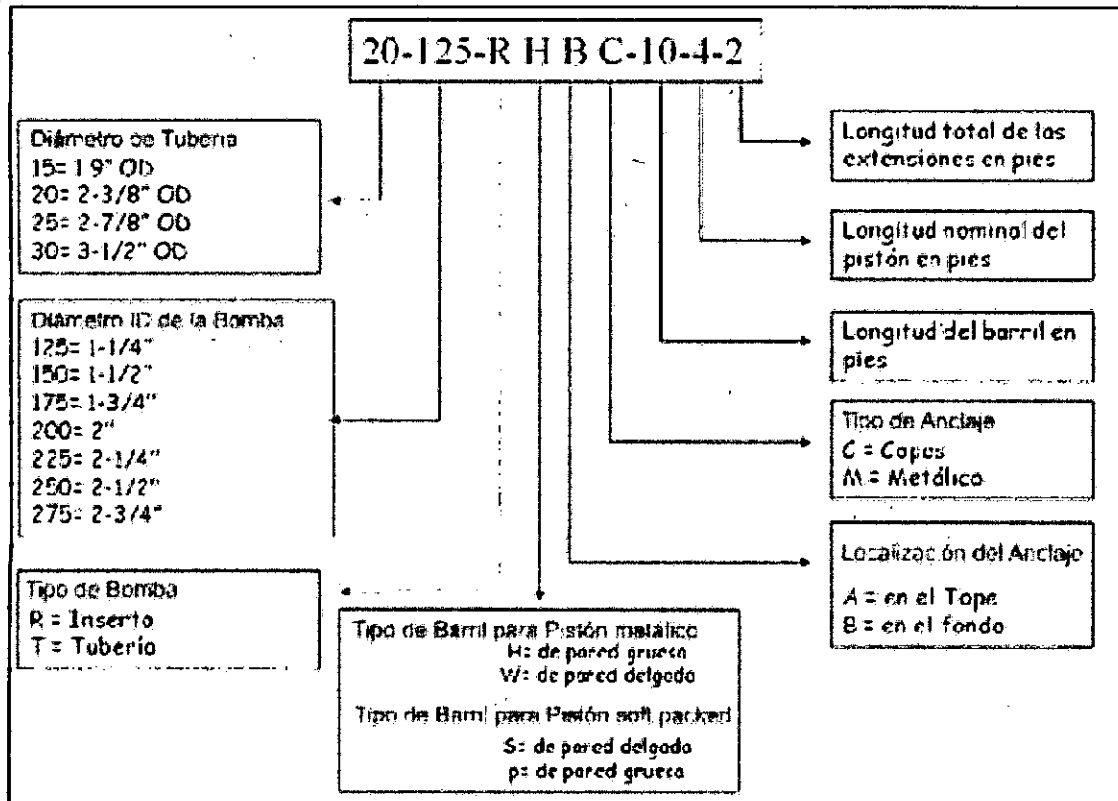 20-125-R H B C-10-4-2
Diámetro de Tuberia
15= 1 9" OD
20= 2-3/8" OD
25= 2-7/8" OD
30= 3-1/2" OD
Diámetro ID de la Bomba
125= 1-1/4"
150= 1-1/2"
175= 1-3/4"
200= 2"
225= 2-1/4"
250= 2-1/2"
275= 2-3/4"
Tipo de Bomba
R = Inserto
T = Tubería
Tipo de Barril para Pistón metálico
H= de pared gruesa
W= de pared delgada
Tipo de Barril para Pistón soft packed
S= de pared delgada
p= de pared gruesa
Longitud total de las
extensiones en pies
Longitud nominal del
pistón en pies
Longitud del barril en
pies
Tipo de Anclaje
C = Copas
M = Metálico
Localización del Anclaje
A = en el Tope
B = en el fondo